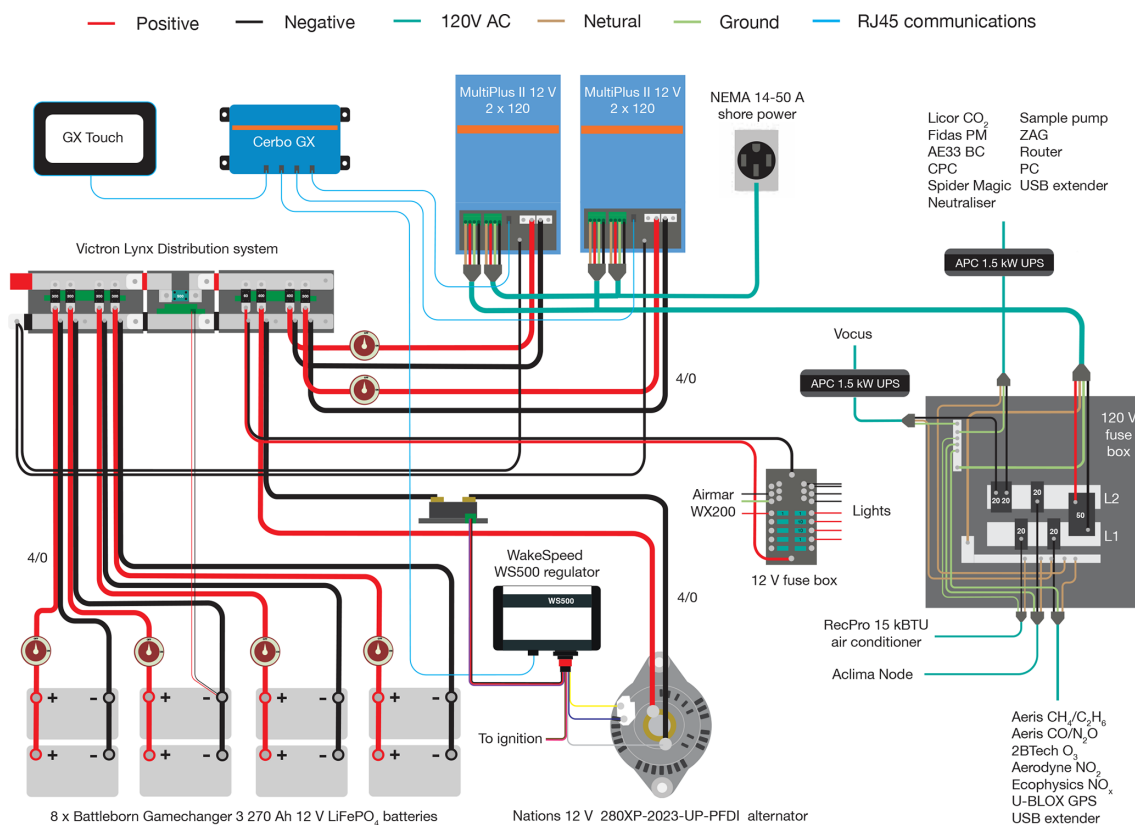 Positive
Negative
120V AC
Netural
Ground
RJ45 communications
GX Touch
Cerbo GX
MultiPlus II 12 V
2 x 120
MultiPlus II 12 V
2 x 120
NEMA 14-50 A
shore power
Licor CO₂
Fidas PM
AE33 BC
CPC
Spider Magic
Neutraliser
Sample pump
ZAG
Router
PC
USB extender
APC 1.5 kW UPS
Victron Lynx Distribution system
Vocus
APC 1.5 kW UPS
4/0
120 V
fuse
box
20
20
20
L2
50
20
20
L1
Airmar
WX200
Lights
12 V fuse box
4/0
WakeSpeed
WS500 regulator
WS500
4/0
RecPro 15 kBTU
air conditioner
Aclima Node
+
-
+
-
+
-
+
-
To ignition
+
-
+
-
+
-
+
-
Aeris CH₄/C₂H₆
Aeris CO/N₂O
2BTech O₃
Aerodyne NO₂
Ecophysics NOₓ
U-BLOX GPS
USB extender
8 x Battleborn Gamechanger 3 270 Ah 12 V LiFePO₄ batteries
Nations 12 V 280XP-2023-UP-PFDI alternator